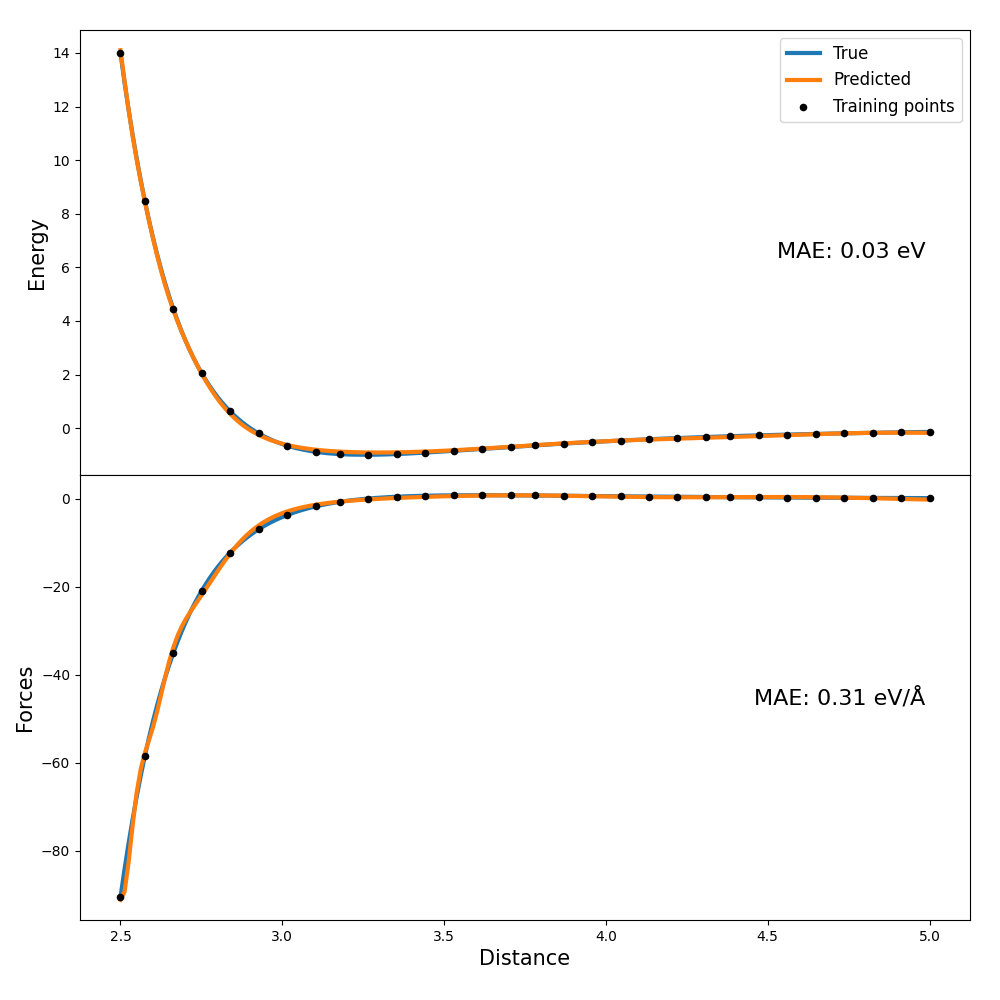 True
Predicted
Training points
14
12
10
8
6
4
2
0
Energy
MAE: 0.03 eV
0
−20
−40
−60
−80
Forces
MAE: 0.31 eV/Å
2.5 3.0 3.5 4.0 4.5 5.0
Distance